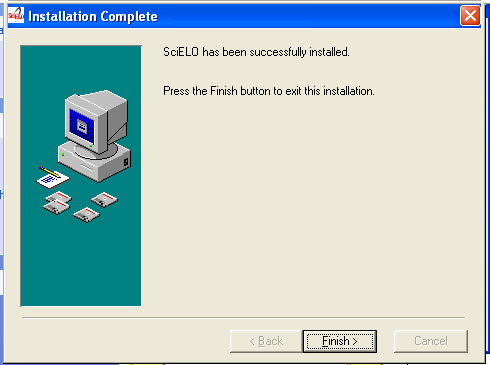 SciELO Installation Complete
SciELO has been successfully installed.
Press the Finish button to exit this installation.
< Back Finish > Cancel